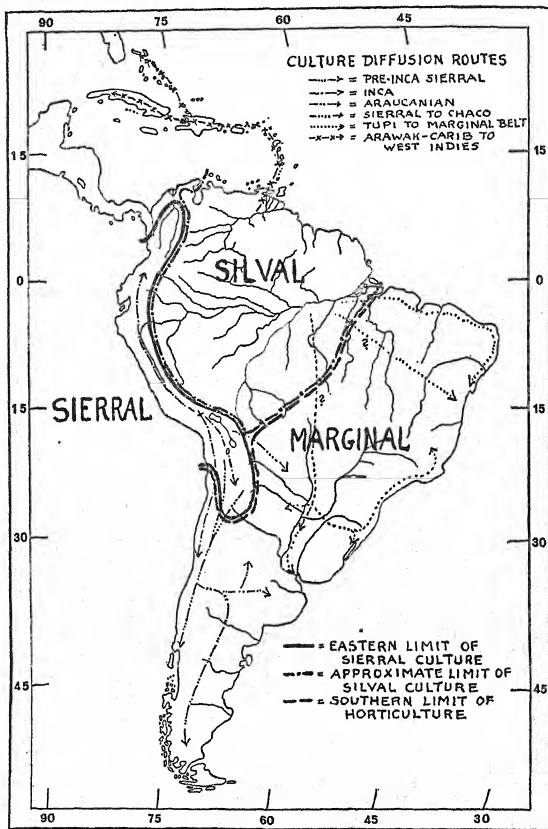 90 75 60 45
CULTURE DIFFUSION ROUTES
= PRE-INCA SIERRAL
= INCA
= ARAUCANIAN
= SIERRAL TO CHACO
= TUPI TO MARGINAL BELT
= ARAWAK-CARIB TO
WEST INDIES
15 15
SILVAL
0 0
SIERRAL
MARGINAL
15 15
?
30 30
= EASTERN LIMIT OF
SIERRAL CULTURE
= APPROXIMATE LIMIT OF
SILVAL CULTURE
= SOUTHERN LIMIT OF
HORTICULTURE
45 45
90 75 60 45 30